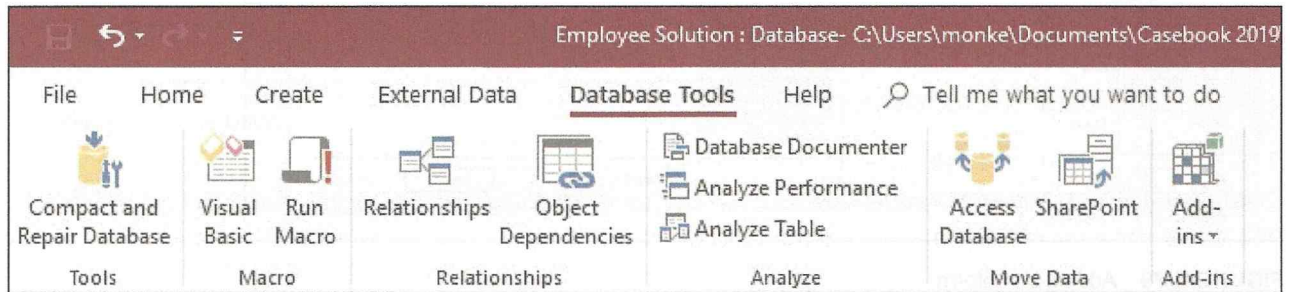 Employee Solution : Database- C:\Users\monke\Documents\Casebook 2019
File Home Create External Data Database Tools Help Tell me what you want to do
Compact and Repair Database
Visual Basic
Run Macro
Relationships
Object Dependencies
Database Documenter
Analyze Performance
Analyze Table
Access Database
SharePoint
Add-ins
Tools Macro Relationships Analyze Move Data Add-ins